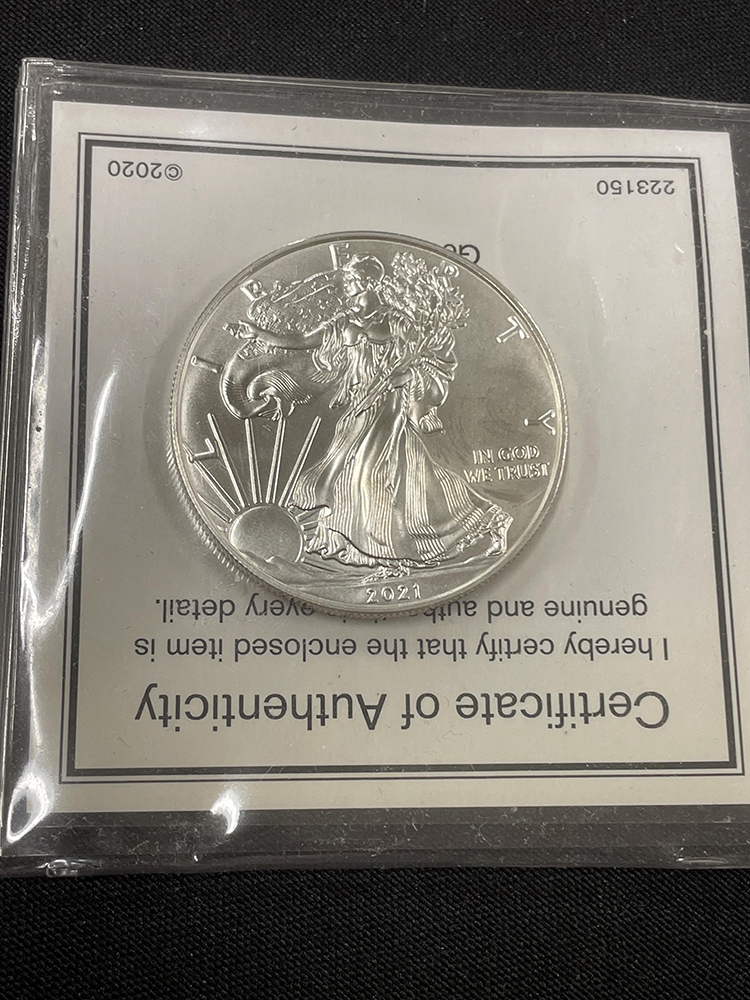 LIBERTY
IN GOD
WE TRUST
2021
Certificate of Authenticity
I hereby certify that the enclosed item is
genuine and every detail.
223150 ©2020